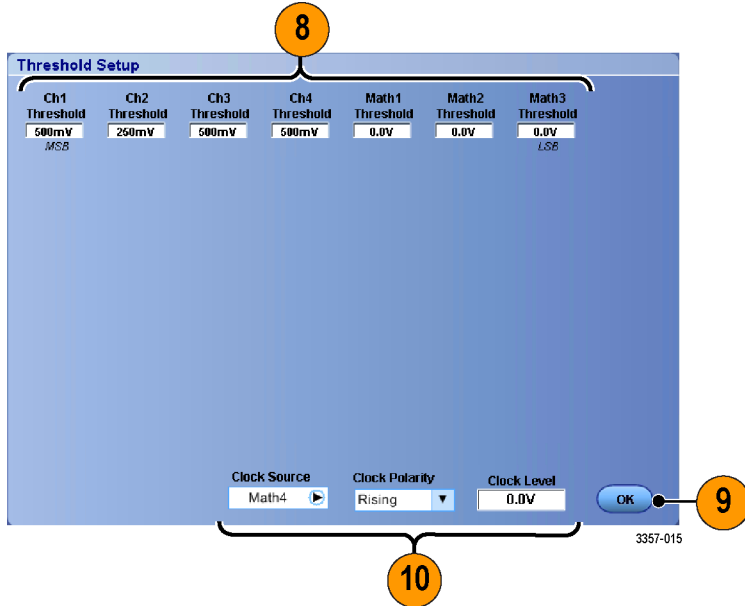 8
Threshold Setup
Ch1 Threshold
Ch2 Threshold
Ch3 Threshold
Ch4 Threshold
Math1 Threshold
Math2 Threshold
Math3 Threshold
500mV
250mV
500mV
500mV
0.0V
0.0V
0.0V
MSB
LSB
Clock Source
Clock Polarity
Clock Level
Math4
Rising
0.0V
OK
9
3357-015
10